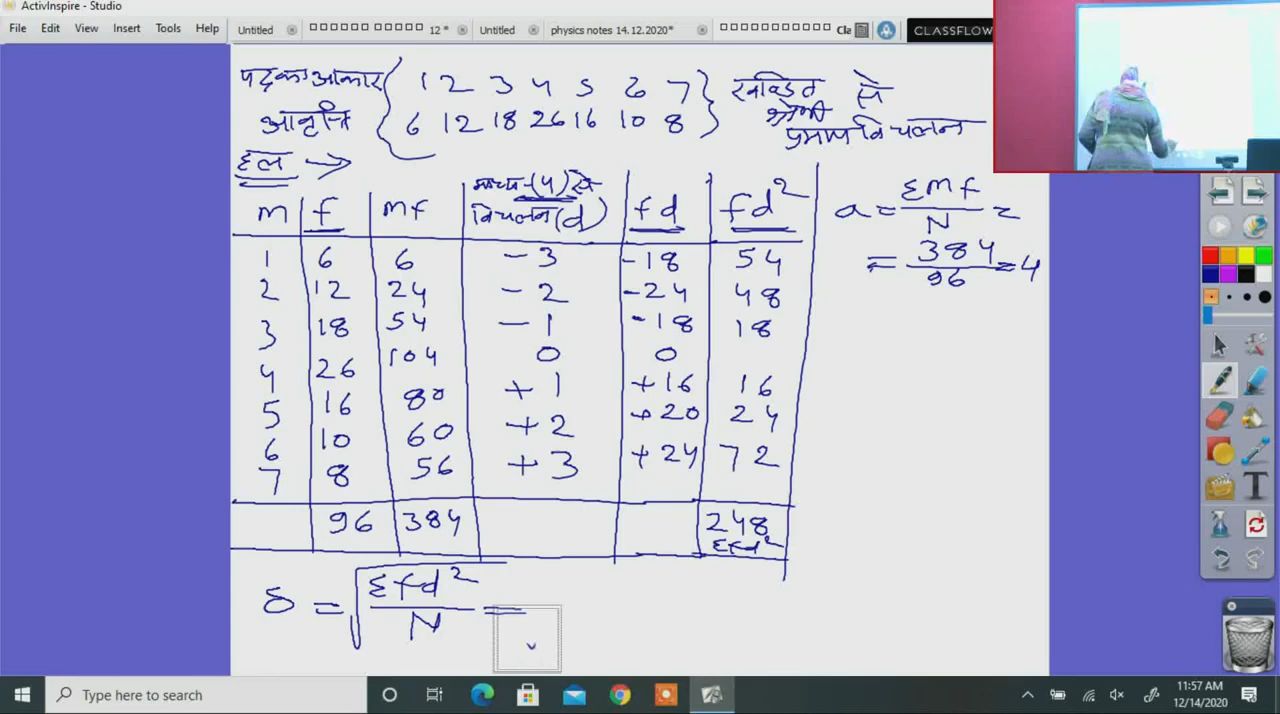 ActivInspire - Studio
File Edit View Insert Tools Help
Untitled 12 * Untitled physics notes 14.12.2020* Cla CLASSFLOW
पद का आकार 1 2 3 4 5 6 7 खण्डित श्रेणी से
आवृत्ति 6 12 18 26 16 10 8 प्रमाप विचलन
हल →
m f mf माध्य (4) से विचलन (d) fd fd²
1 6 6 -3 -18 54
2 12 24 -2 -24 48
3 18 54 -1 -18 18
4 26 104 0 0
5 16 80 +1 +16 16
6 10 60 +2 +20 24
7 8 56 +3 +24 72
96 384 248
Σfd²
a = Σmf / N =
= 384 / 96 = 4
δ = √Σfd² / N =
Type here to search
11:57 AM
12/14/2020